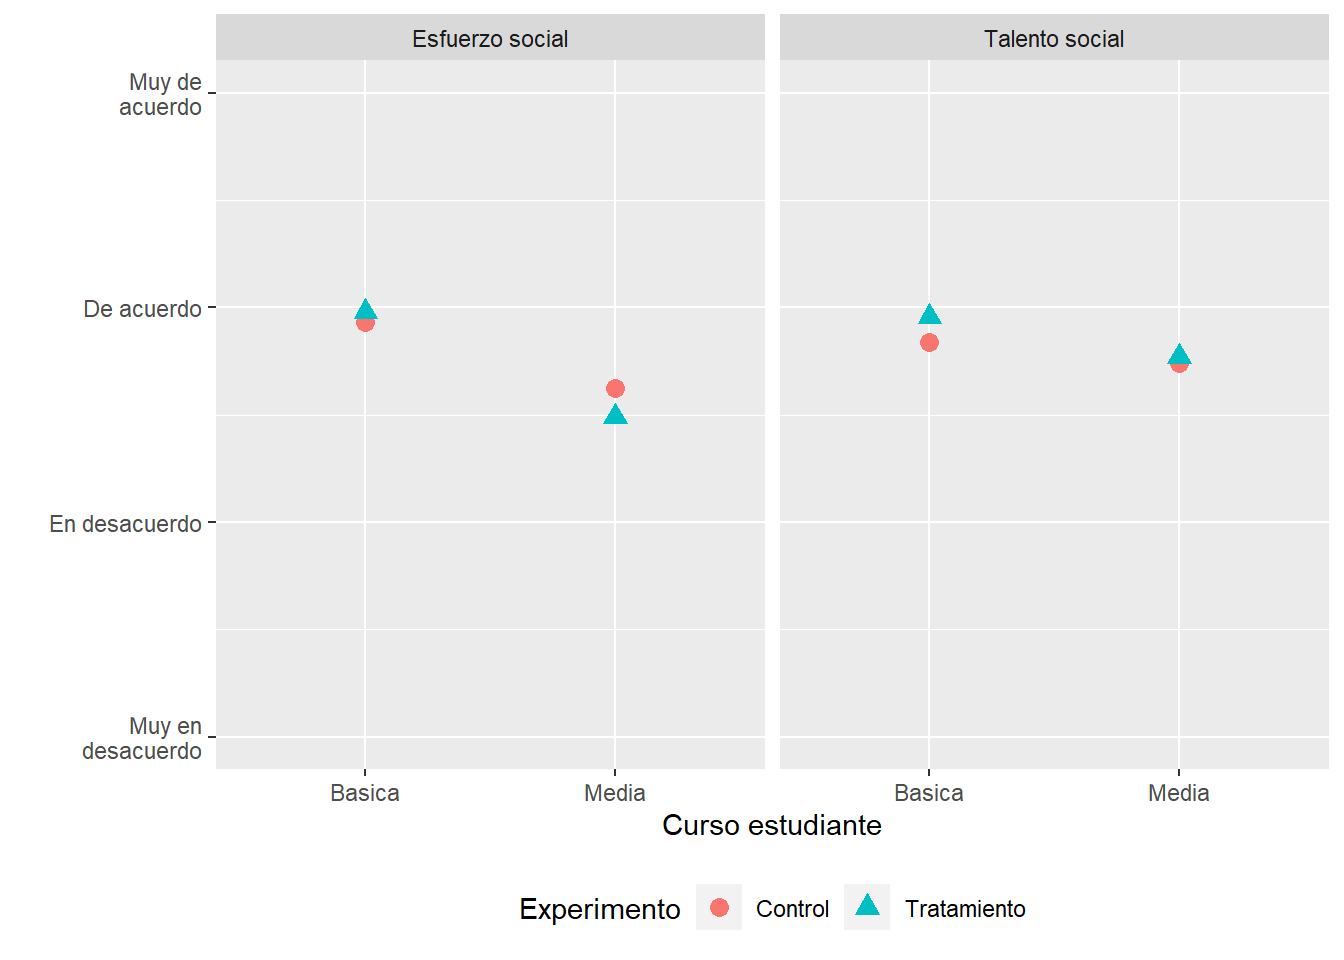 Esfuerzo social
Talento social
Muy de
acuerdo
De acuerdo
En desacuerdo
Muy en
desacuerdo
Basica
Media
Basica
Media
Curso estudiante
Experimento
Control
Tratamiento